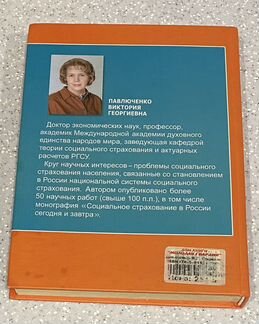 ПАВЛЮЧЕНКО
ВИКТОРИЯ
ГЕОРГИЕВНА
Доктор экономических наук, профессор,
академик Международной академии духовного
единства народов мира, заведующая кафедрой
теории социального страхования и актуарных
расчетов РГСУ.
Круг научных интересов – проблемы социального
страхования населения, связанные со становлением
в России национальной системы социального
страхования. Автором опубликовано более
50 научных работ (свыше 100 п.л.), в том числе
монография «Социальное страхование в России
сегодня и завтра».